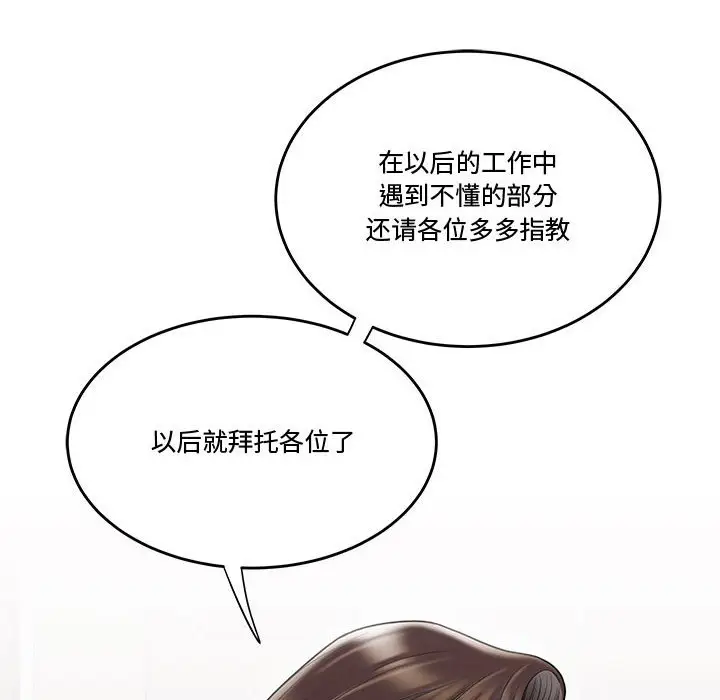 在以后的工作中
遇到不懂的部分
还请各位多多指教
以后就拜托各位了